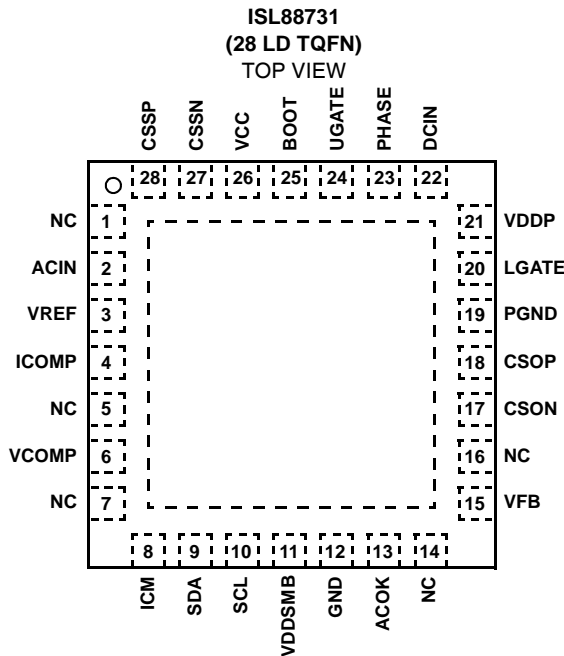 ISL88731
(28 LD TQFN)
TOP VIEW
CSSP
CSSN
VCC
BOOT
UGATE
PHASE
DCIN
28 27 26 25 24 23 22
NC 1
ACIN 2
VREF 3
ICOMP 4
NC 5
VCOMP 6
NC 7
21 VDDP
20 LGATE
19 PGND
18 CSOP
17 CSON
16 NC
15 VFB
8 9 10 11 12 13 14
ICM
SDA
SCL
VDDSMB
GND
ACOK
NC